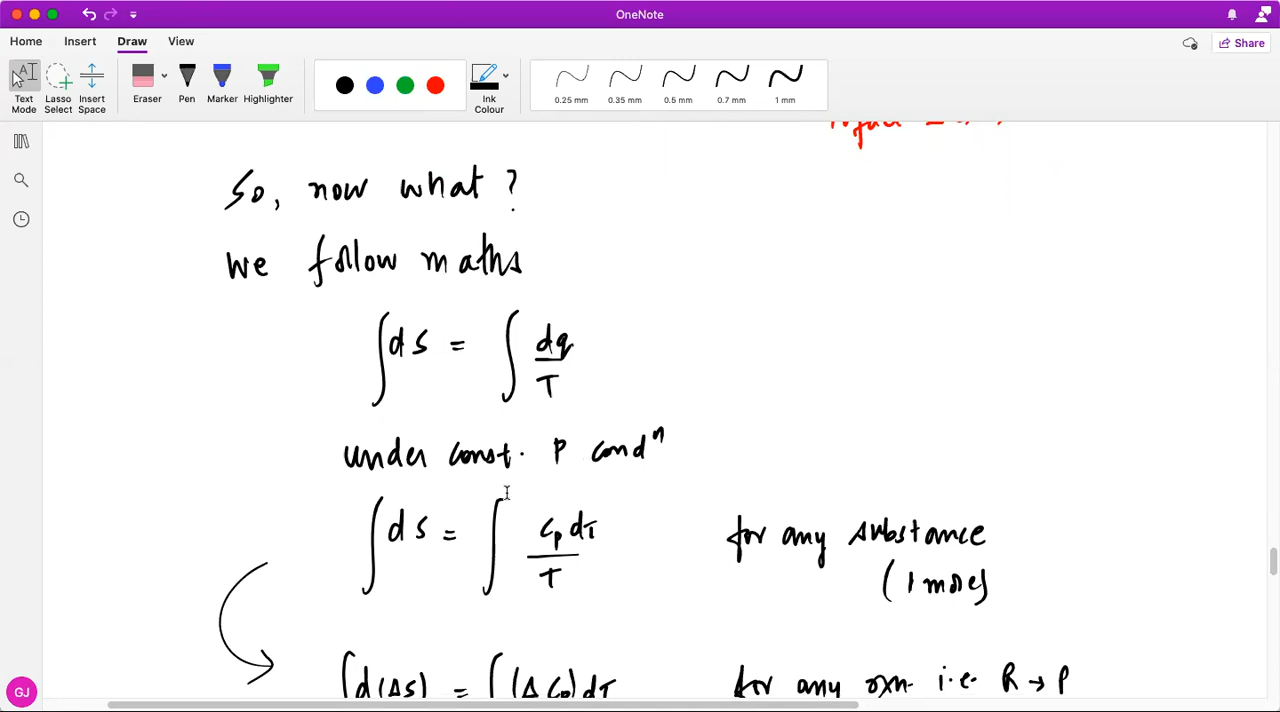 OneNote
Home Insert Draw View
Share
Text Mode
Lasso Select
Insert Space
Eraser
Pen
Marker
Highlighter
Ink Colour
0.25 mm
0.35 mm
0.5 mm
0.7 mm
1 mm
So, now what ?
We follow maths
∫dS = ∫ dq/T
under const. P condⁿ
∫dS = ∫ CpdT/T for any substance
(1 mole)
∫d(ΔS) = ∫(ΔCp)dT for any rxn i.e. R → P
GJ